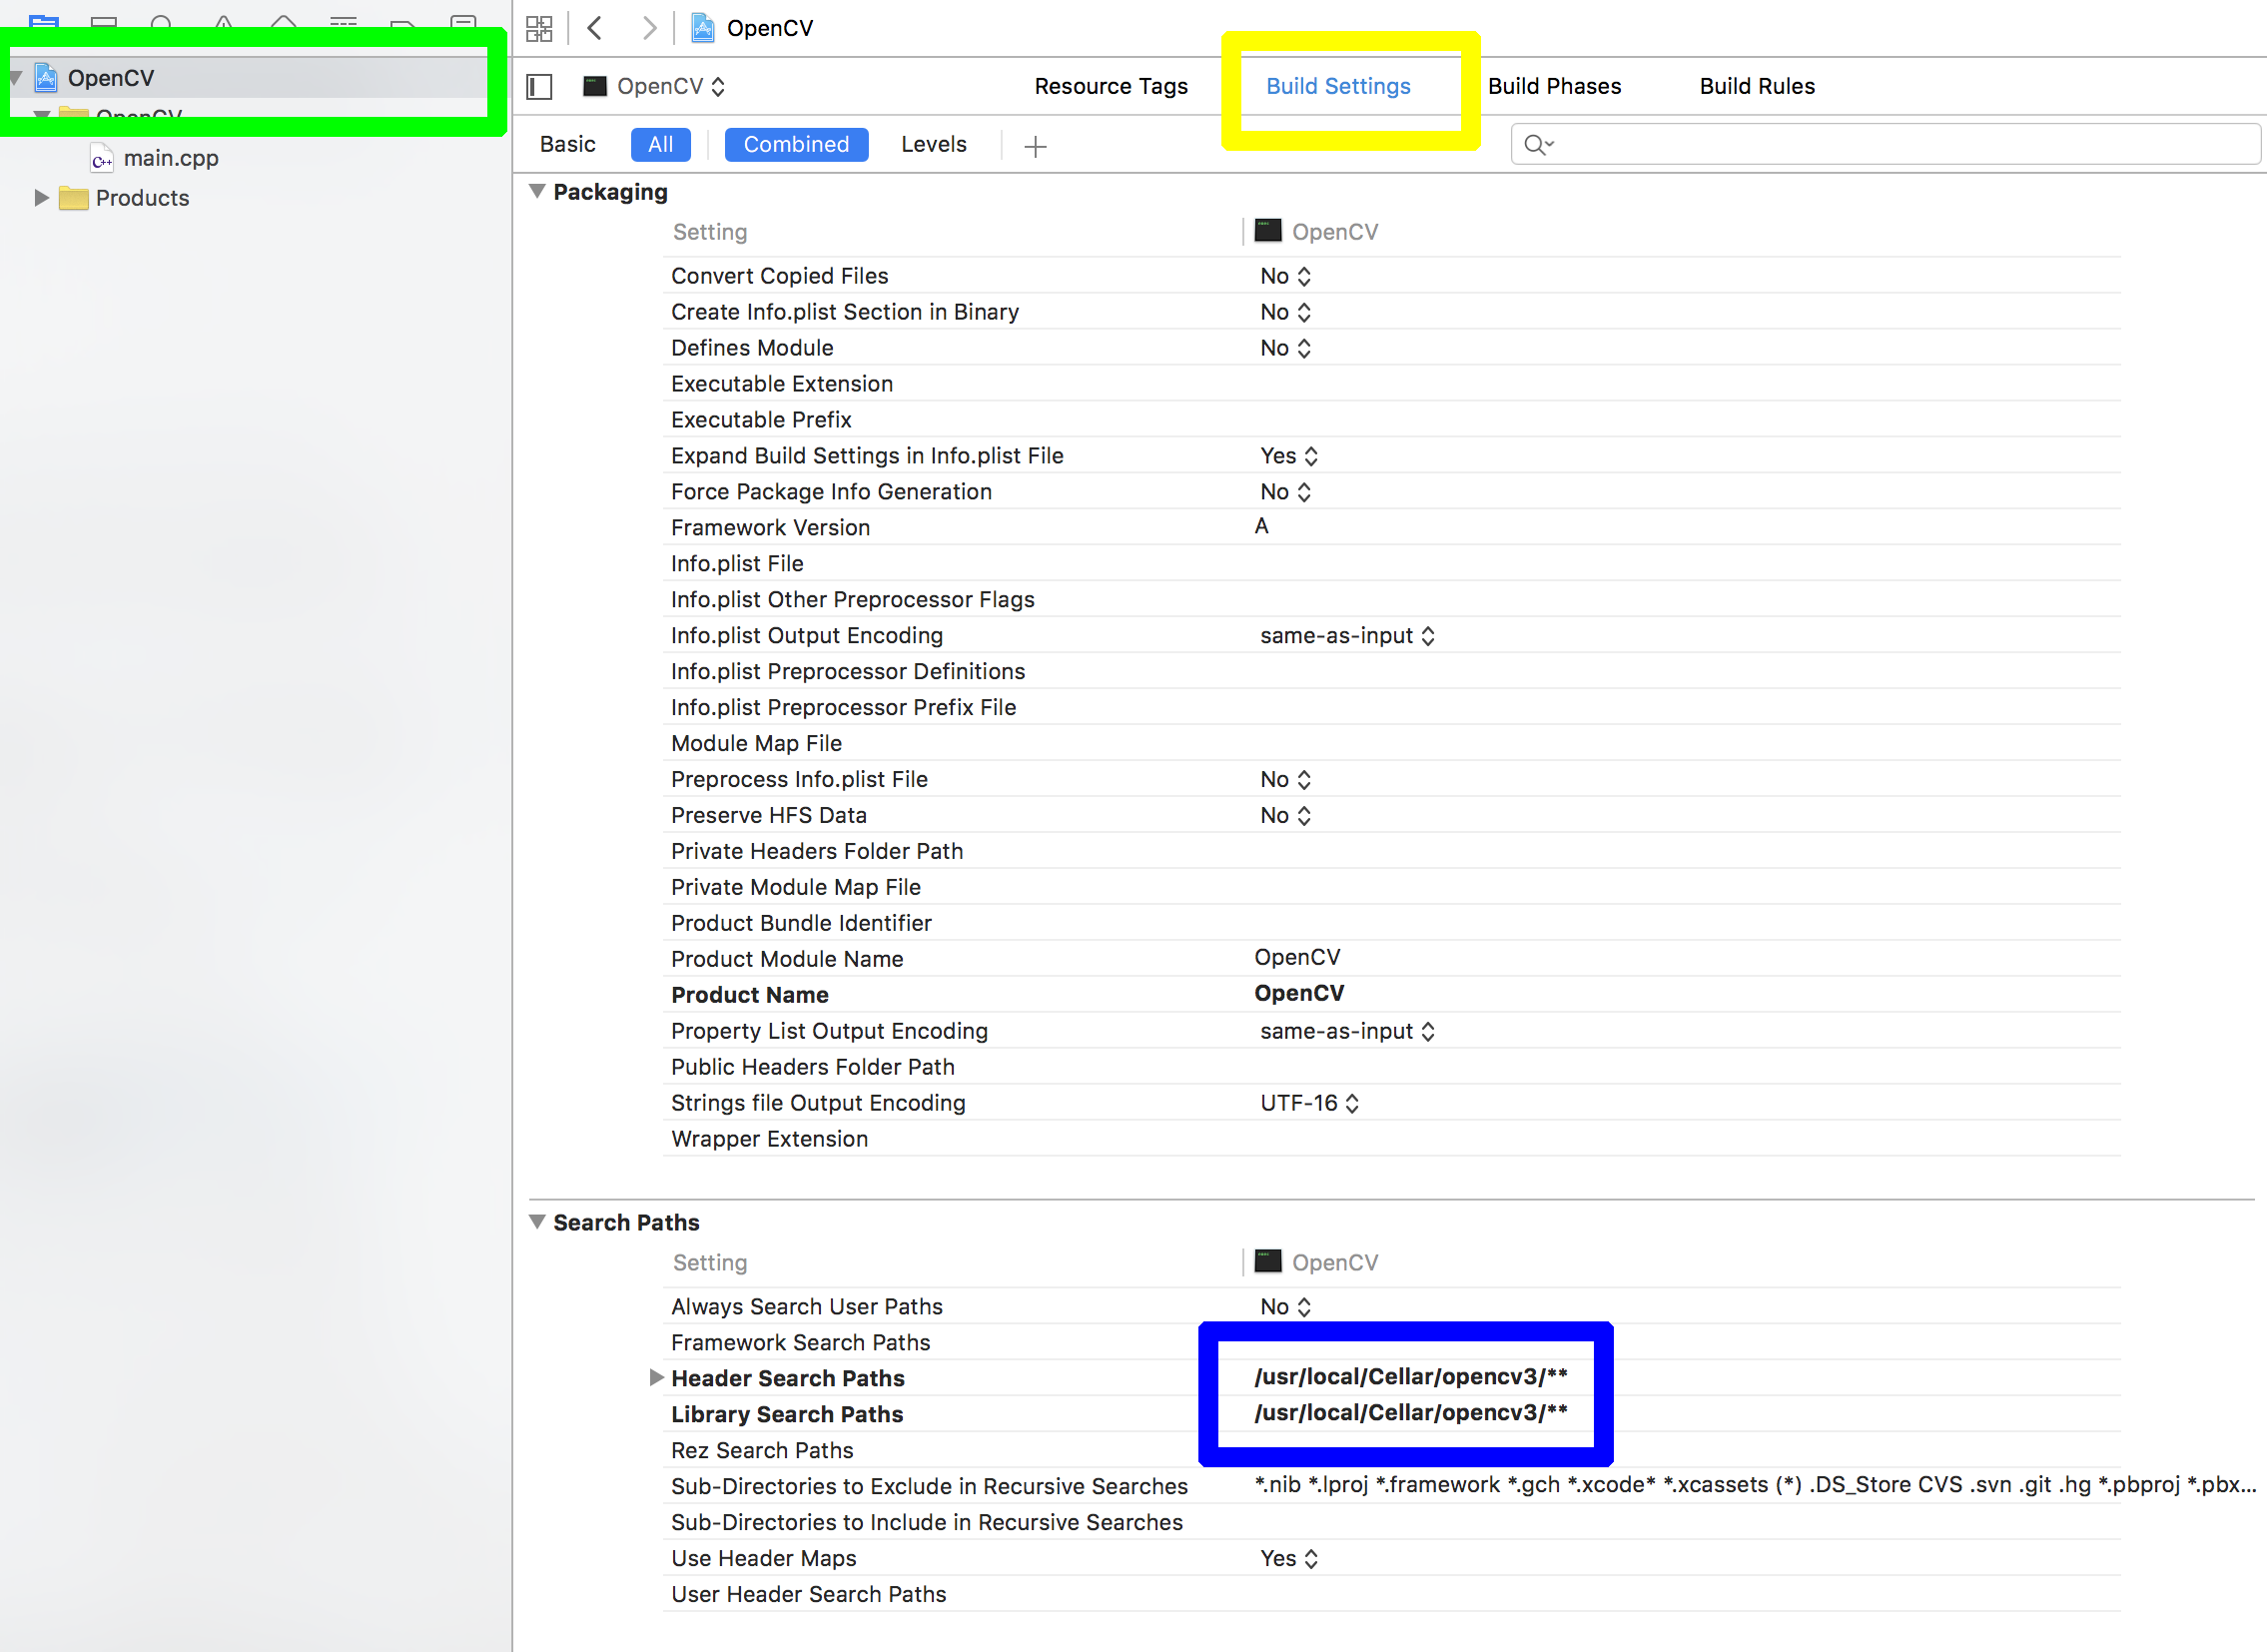 OpenCV
OpenCV
OpenCV
main.cpp
Products
OpenCV
Resource Tags
Build Settings
Build Phases
Build Rules
Basic
All
Combined
Levels
Packaging
Setting OpenCV
Convert Copied Files No
Create Info.plist Section in Binary No
Defines Module No
Executable Extension
Executable Prefix
Expand Build Settings in Info.plist File Yes
Force Package Info Generation No
Framework Version A
Info.plist File
Info.plist Other Preprocessor Flags
Info.plist Output Encoding same-as-input
Info.plist Preprocessor Definitions
Info.plist Preprocessor Prefix File
Module Map File
Preprocess Info.plist File No
Preserve HFS Data No
Private Headers Folder Path
Private Module Map File
Product Bundle Identifier
Product Module Name OpenCV
Product Name OpenCV
Property List Output Encoding same-as-input
Public Headers Folder Path
Strings file Output Encoding UTF-16
Wrapper Extension
Search Paths
Setting OpenCV
Always Search User Paths No
Framework Search Paths
Header Search Paths /usr/local/Cellar/opencv3/**
Library Search Paths /usr/local/Cellar/opencv3/**
Rez Search Paths
Sub-Directories to Exclude in Recursive Searches *.nib *.lproj *.framework *.gch *.xcode* *.xcassets (*) .DS_Store CVS .svn .git .hg *.pbproj *.pbx...
Sub-Directories to Include in Recursive Searches
Use Header Maps Yes
User Header Search Paths